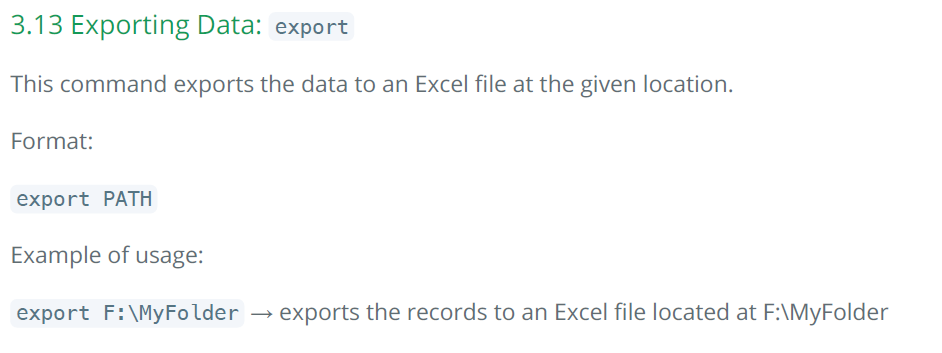 3.13 Exporting Data: export
This command exports the data to an Excel file at the given location.
Format:
export PATH
Example of usage:
export F:\MyFolder → exports the records to an Excel file located at F:\MyFolder